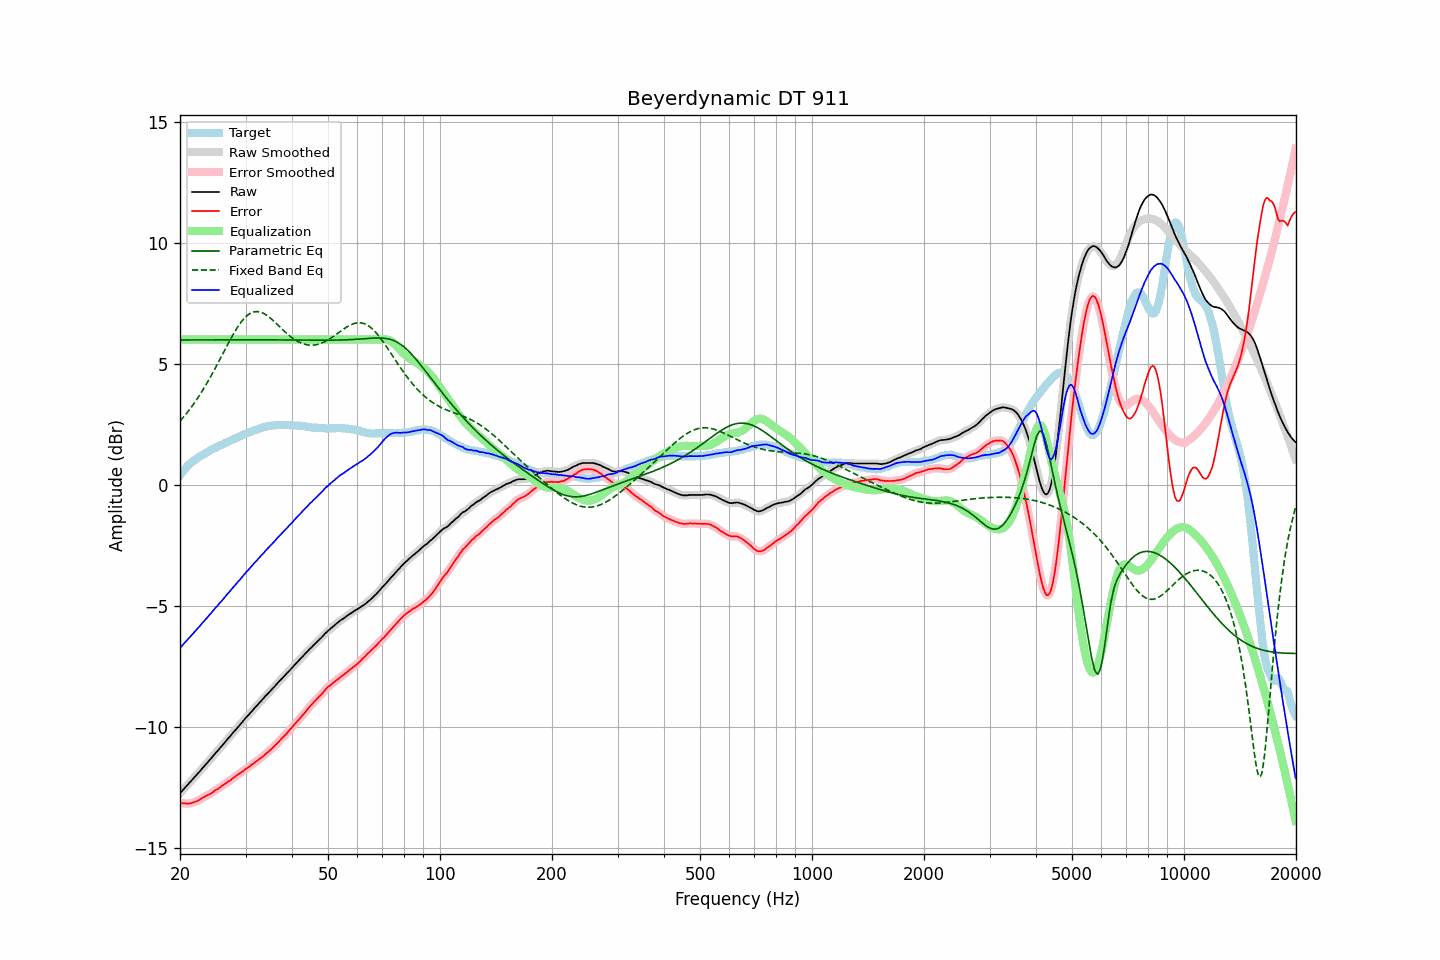 Beyerdynamic DT 911
Target
Raw Smoothed
Error Smoothed
Raw
Error
Equalization
Parametric Eq
Fixed Band Eq
Equalized
Amplitude (dBr)
15
10
5
0
−5
−10
−15
20
50
100
200
500
1000
2000
5000
10000
20000
Frequency (Hz)